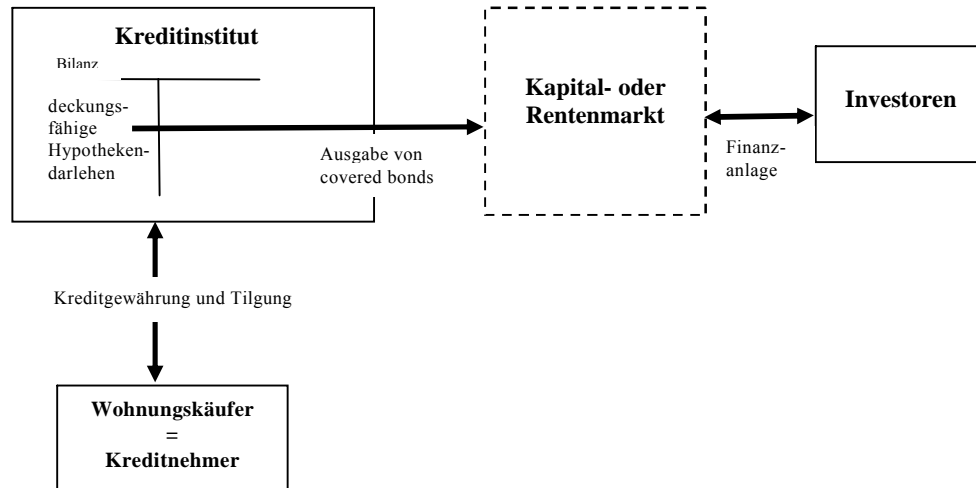 Kreditinstitut
Bilanz
deckungs-
fähige
Hypotheken-
darlehen
Ausgabe von
covered bonds
Kapital- oder
Rentenmarkt
Finanz-
anlage
Investoren
Kreditgewährung und Tilgung
Wohnungskäufer
=
Kreditnehmer